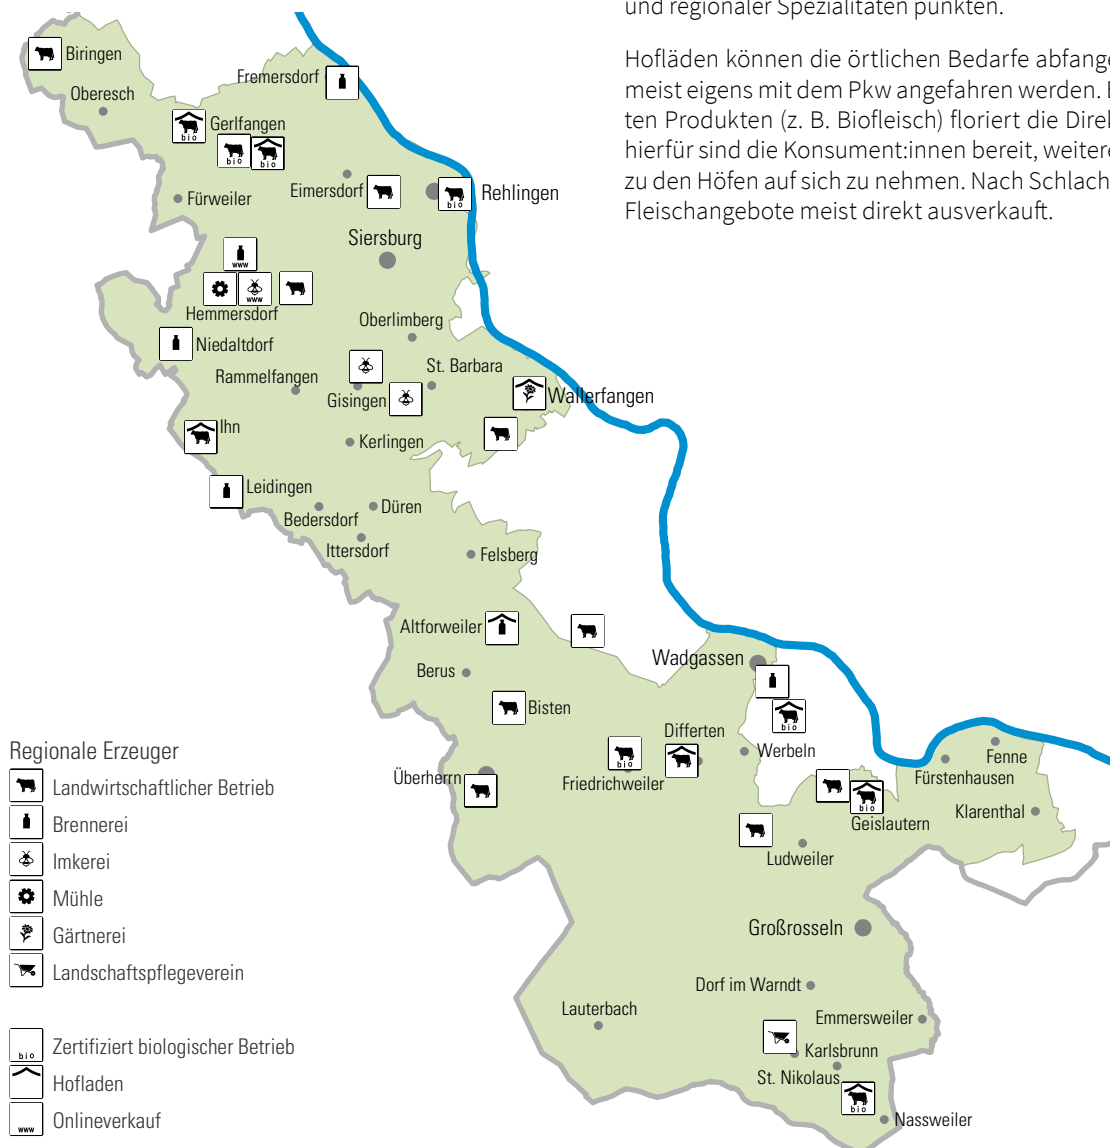 und regionaler Spezialitäten punkten.
Hofläden können die örtlichen Bedarfe
meist eigens mit dem Pkw angefahren werden.
ten Produkten (z. B. Biofleisch) floriert die
hierfür sind die Konsument:innen bereit,
zu den Höfen auf sich zu nehmen. Nach
Fleischangebote meist direkt ausverkauft.
Biringen
Fremersdorf
Oberesch
Gerlfangen
bio
bio
bio
Eimersdorf
Rehlingen
bio
Fürweiler
Siersburg
www
www
Hemmersdorf
Oberlimberg
Niedaltdorf
St. Barbara
Rammelfangen
Gisingen
Wallerfangen
Ihn
Kerlingen
Leidingen
Bedersdorf
Düren
Ittersdorf
Felsberg
Altforweiler
Wadgassen
Berus
Bisten
bio
Differten
Werbeln
bio
Friedrichweiler
Überherrn
Fenne
Fürstenhausen
Klarenthal
bio
Geislautern
Ludweiler
Großrosseln
Dorf im Warndt
Lauterbach
Emmersweiler
Karlsbrunn
St. Nikolaus
bio
Nassweiler
Regionale Erzeuger
Landwirtschaftlicher Betrieb
Brennerei
Imkerei
Mühle
Gärtnerei
Landschaftspflegeverein
bio
Zertifiziert biologischer Betrieb
Hofladen
www
Onlineverkauf